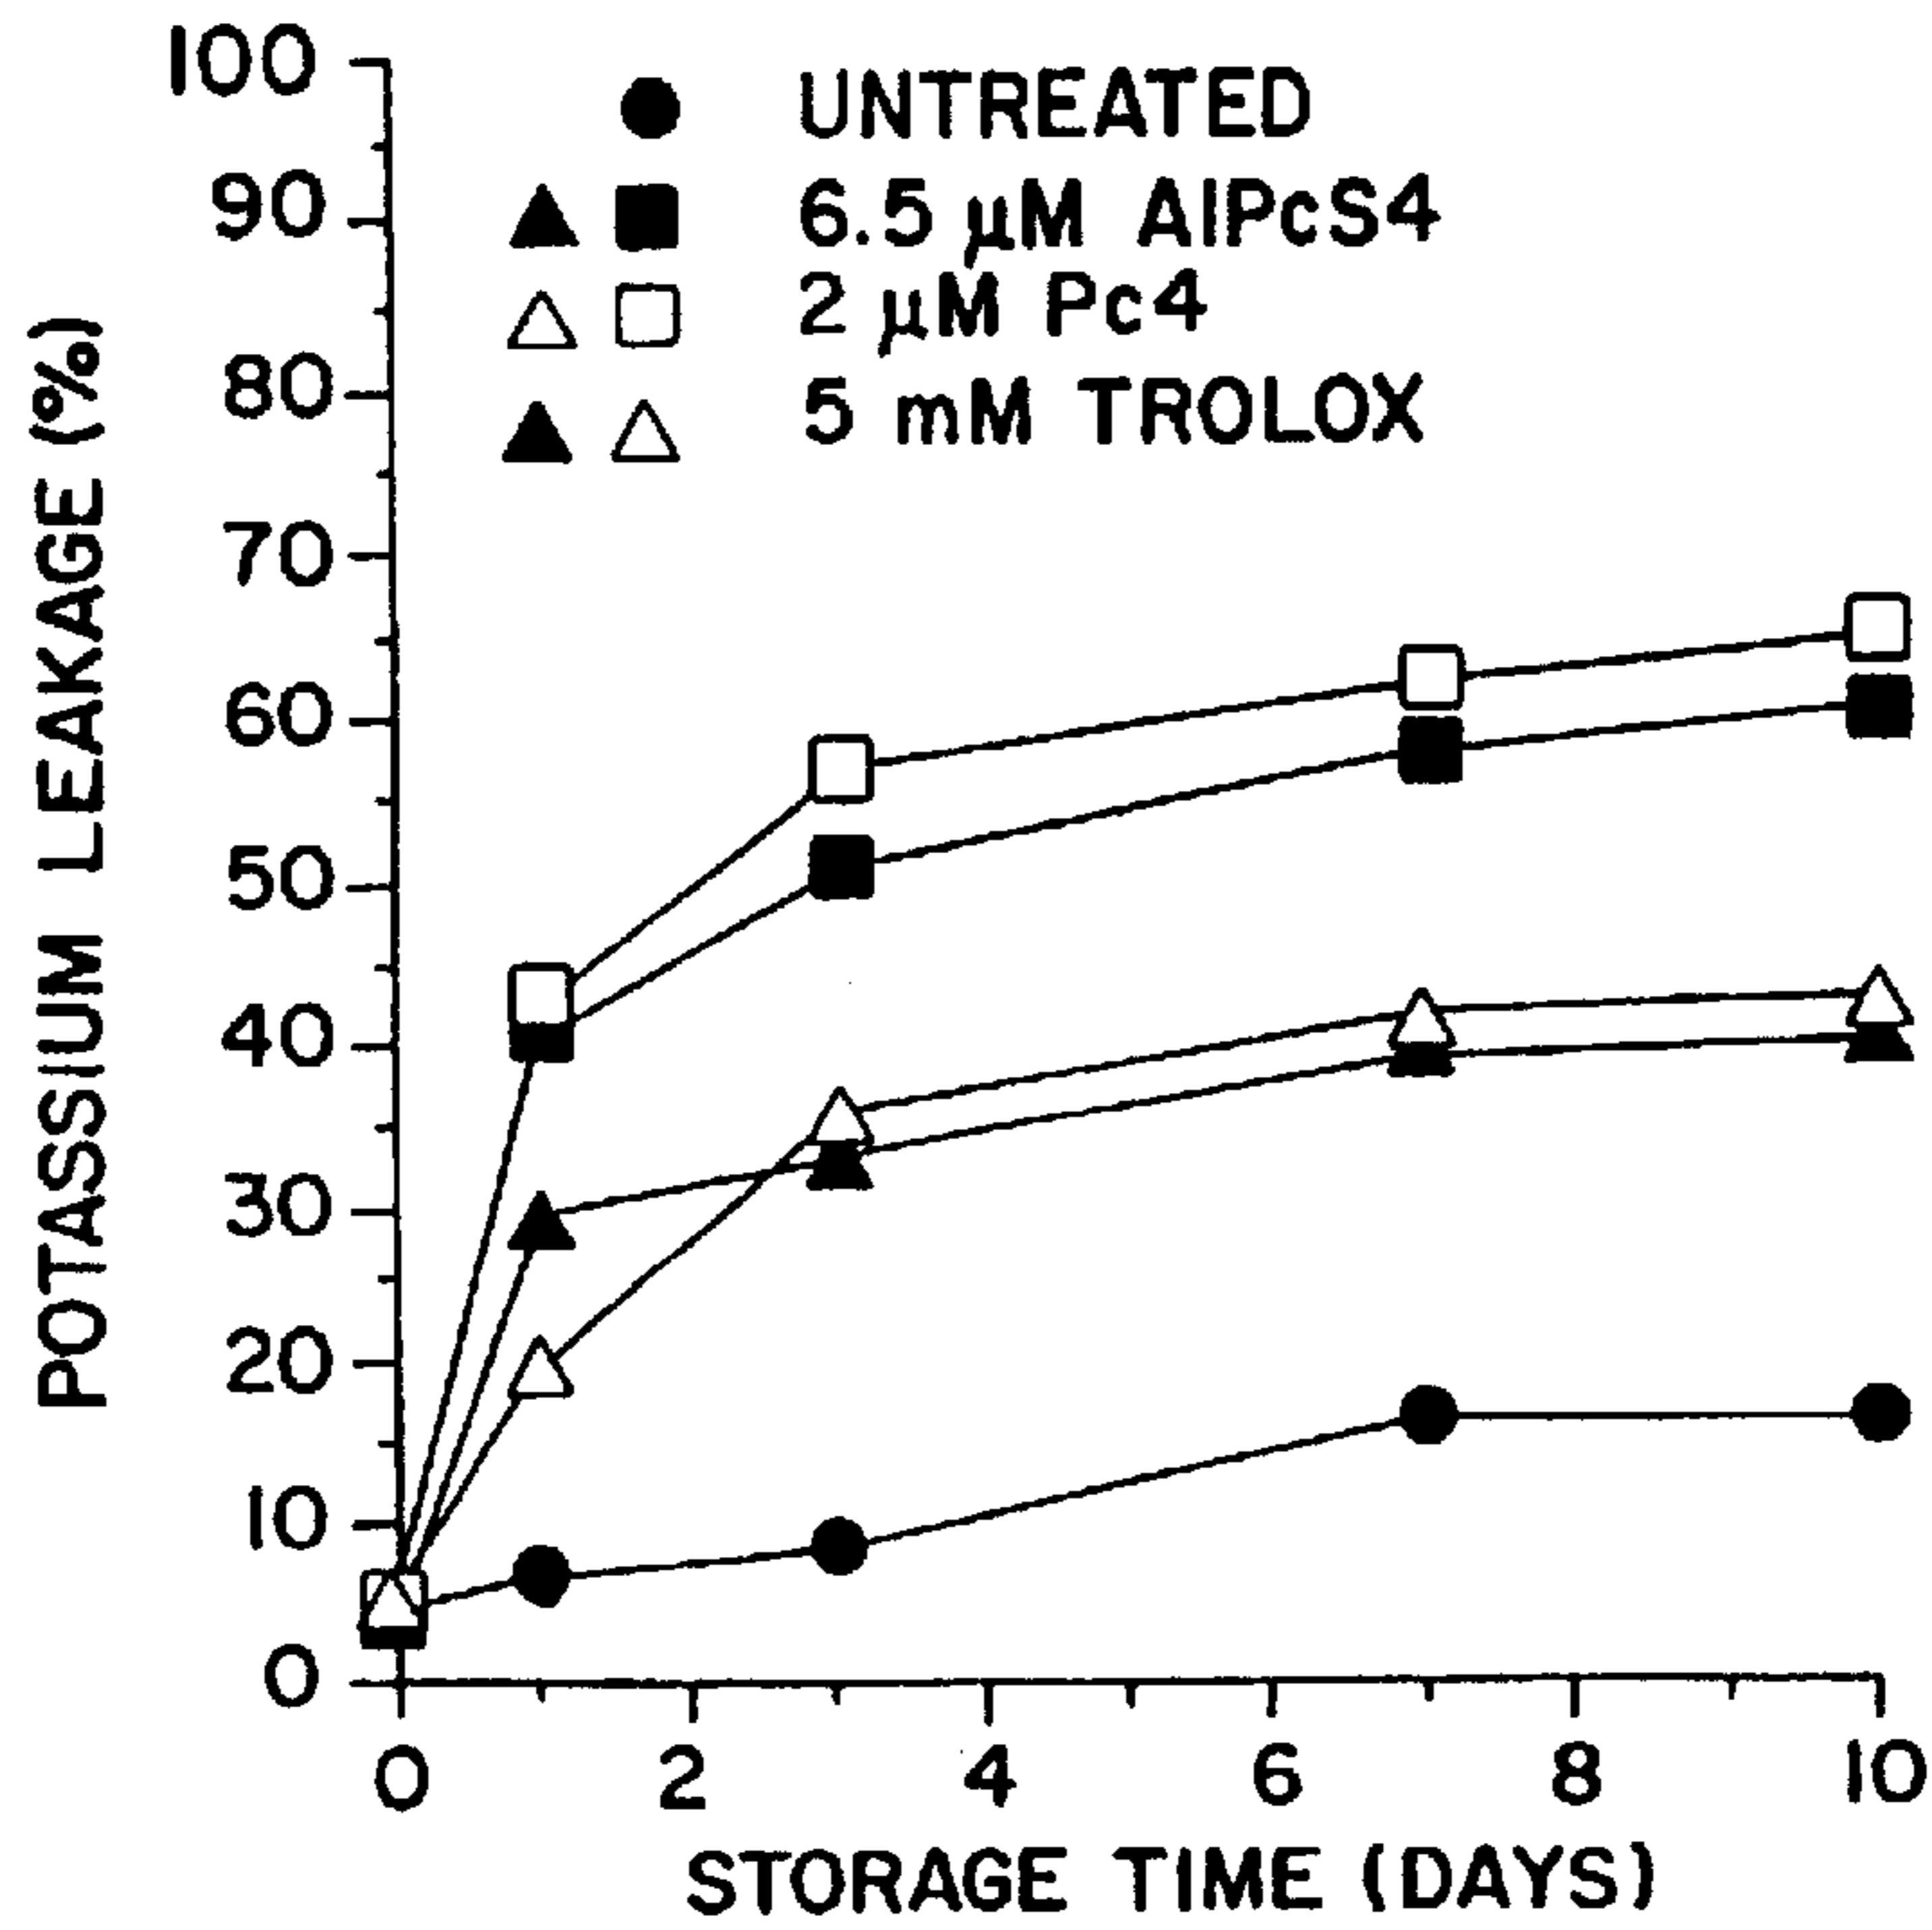 POTASSIUM LEAKAGE (%)
100
90
80
70
60
50
40
30
20
10
0
UNTREATED
6.5 μM AlPcS4
2 μM Pc4
5 mM TROLOX
0 2 4 6 8 10
STORAGE TIME (DAYS)